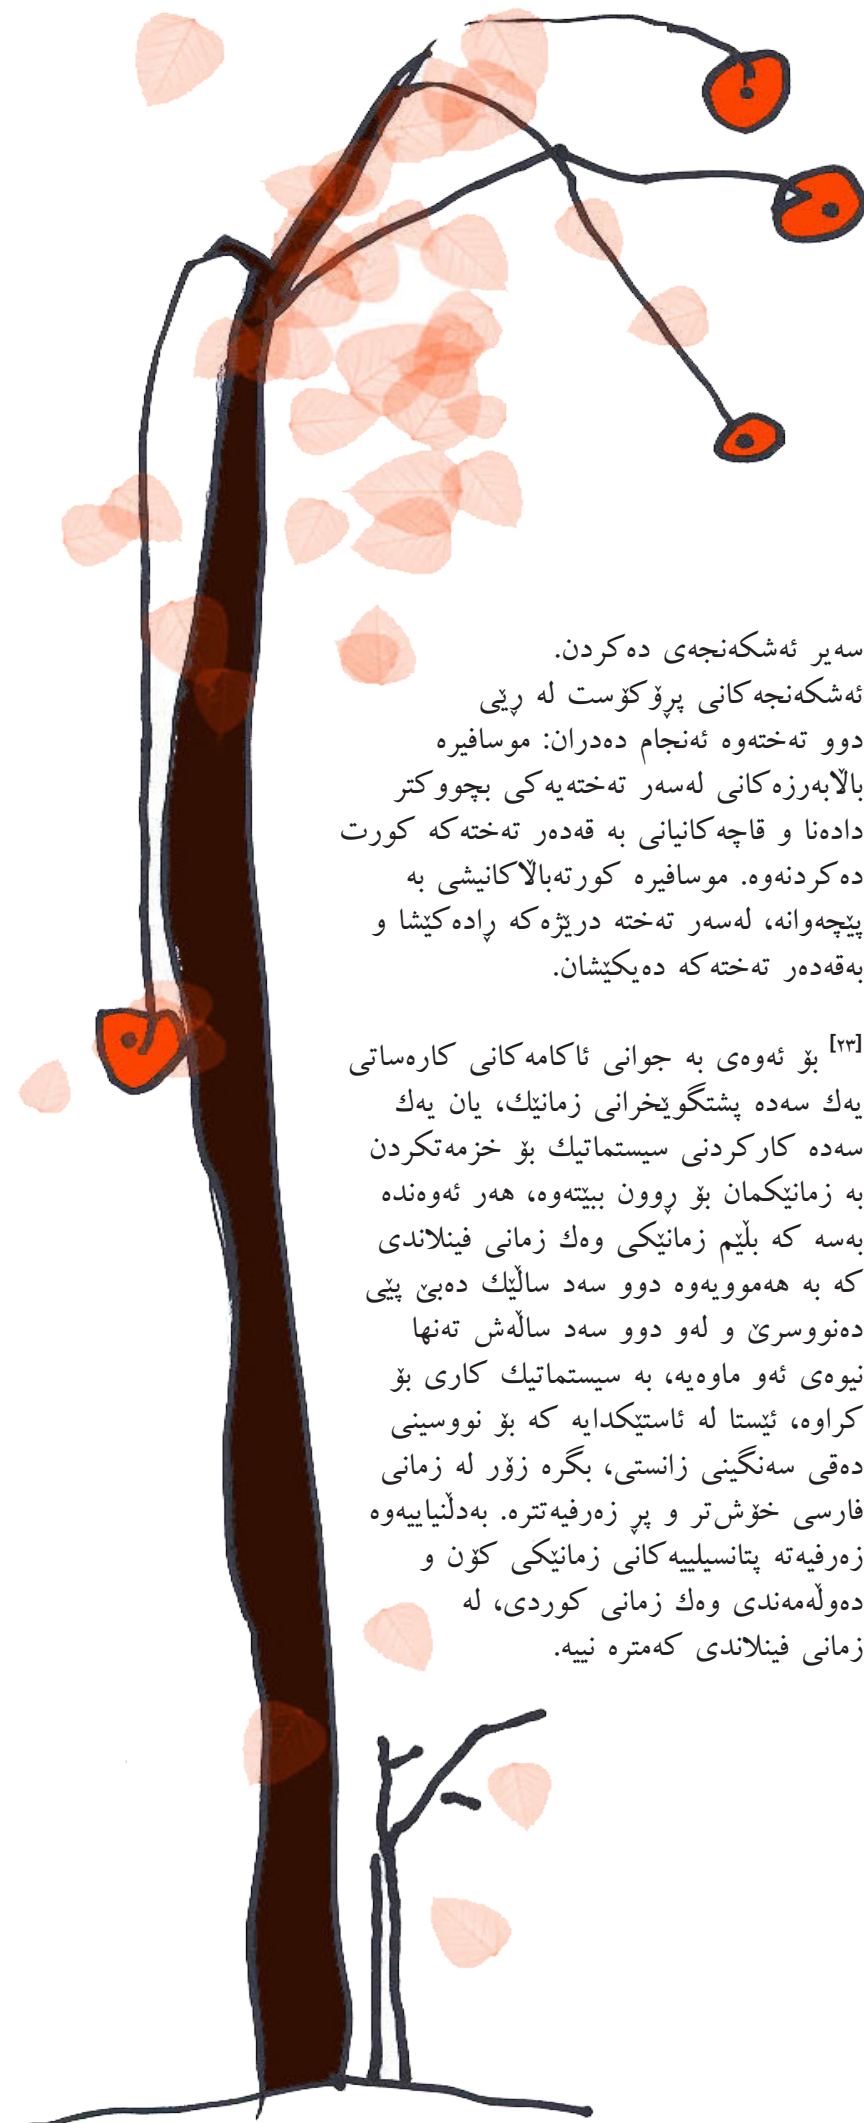 سەیر ئەشکەنجەی دەکردن.
ئەشکەنجەکانی پرۆکۆست لە ڕێی
دوو تەختەوە ئەنجام دەدران: موسافیرە
باڵابەرزەکانی لەسەر تەختەیەکی بچووکتر
دادەنا و قاچەکانیانی بە قەدەر تەختەکە کورت
دەکردنەوە. موسافیرە کورتەباڵاکانیشی بە
پێچەوانە، لەسەر تەختە درێژەکە ڕادەکێشا و
بەقەدەر تەختەکە دەیکێشان.
[٢٣] بۆ ئەوەی بە جوانی ئاکامەکانی کارەساتی
یەك سەدە پشتگوێخرانی زمانێك، یان یەك
سەدە کارکردنی سیستماتیك بۆ خزمەتکردن
بە زمانێکمان بۆ ڕوون ببێتەوە، هەر ئەوەندە
بەسە کە بڵێم زمانێکی وەك زمانی فینلاندی
کە بە هەموویەوە دوو سەد ساڵێك دەبێ پێی
دەنووسرێ و لەو دوو سەد ساڵەش تەنها
نیوەی ئەو ماوەیە، بە سیستماتیك کاری بۆ
کراوە، ئێستا لە ئاستێکدایە کە بۆ نووسینی
دەقی سەنگینی زانستی، بگرە زۆر لە زمانی
فارسی خۆش‌تر و پڕ زەرفیەتترە. بەدڵنیاییەوە
زەرفیەتە پتانسیلییەکانی زمانێکی کۆن و
دەوڵەمەندی وەك زمانی کوردی، لە
زمانی فینلاندی کەمترە نییە.